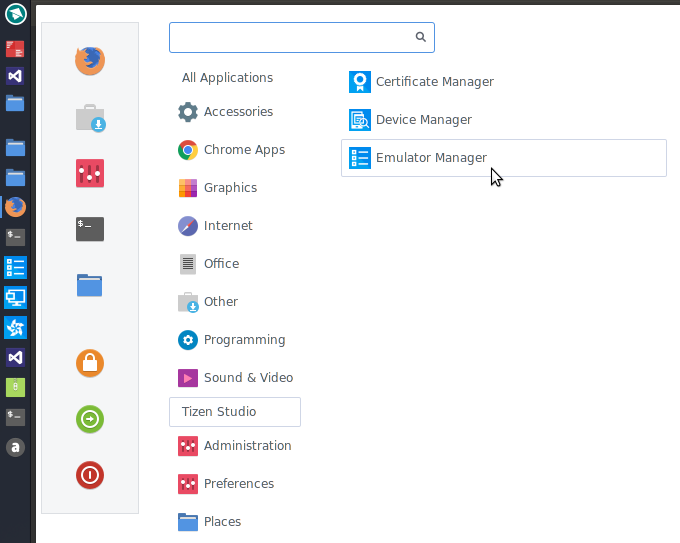 All Applications
Accessories
Chrome Apps
Graphics
Internet
Office
Other
Programming
Sound & Video
Tizen Studio
Administration
Preferences
Places
Certificate Manager
Device Manager
Emulator Manager
$_
$_
$_
a